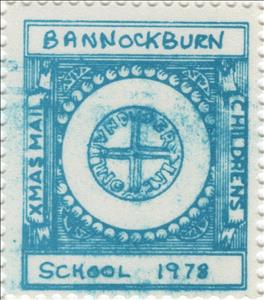 BANNOCKBURN
XMAS MAIL
CHILDRENS
SCHOOL 1978